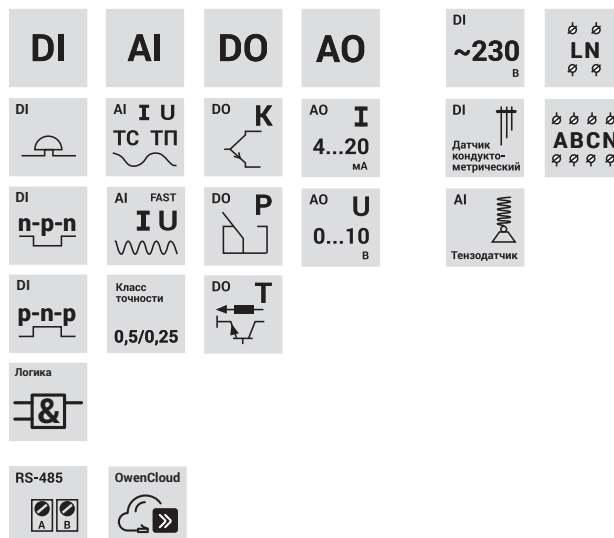 DI
AI
DO
AO
DI
~230
В
LN
DI
AI I U
ТС ТП
DO K
AO I
4...20
мА
DI
Датчик
кондукто-
метрический
ABCN
DI
n-p-n
AI FAST
I U
DO P
AO U
0...10
В
AI
Тензодатчик
DI
p-n-p
Класс
точности
0,5/0,25
DO T
Логика
&
RS-485
A B
OwenCloud